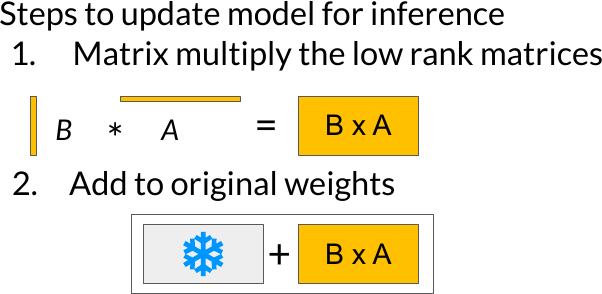 Steps to update model for inference
1. Matrix multiply the low rank matrices
B * A = B x A
2. Add to original weights
+ B x A